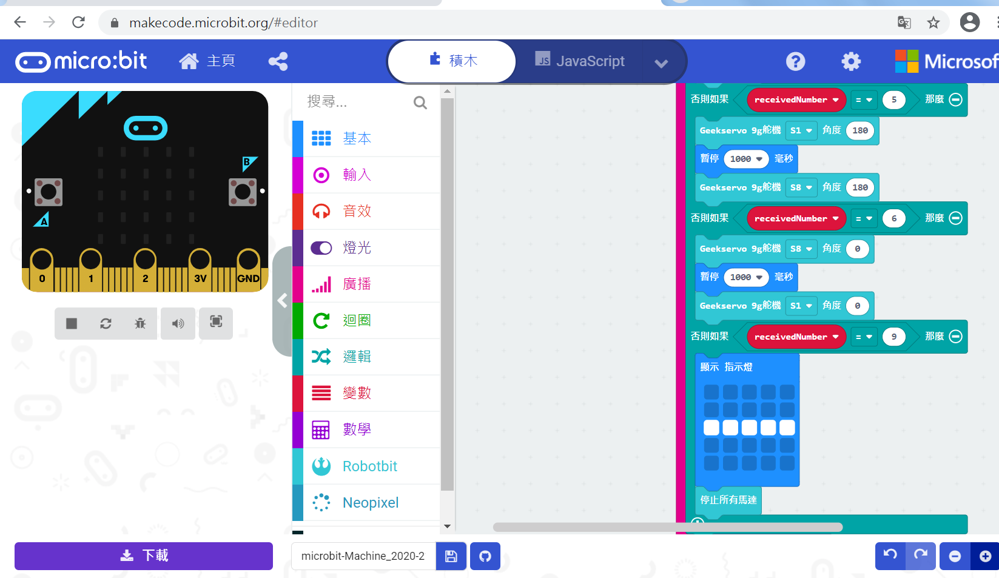 makecode.microbit.org/#editor
micro:bit
主頁
積木
JS JavaScript
Microsof
搜尋...
基本
輸入
音效
燈光
廣播
迴圈
邏輯
變數
數學
Robotbit
Neopixel
B
A
0 1 2 3V GND
否則如果 receivedNumber = 5 那麼
Geekservo 9g舵機 S1 角度 180
暫停 1000 毫秒
Geekservo 9g舵機 S8 角度 180
否則如果 receivedNumber = 6 那麼
Geekservo 9g舵機 S8 角度 0
暫停 1000 毫秒
Geekservo 9g舵機 S1 角度 0
否則如果 receivedNumber = 9 那麼
顯示 指示燈
停止所有馬達
下載
microbit-Machine_2020-2